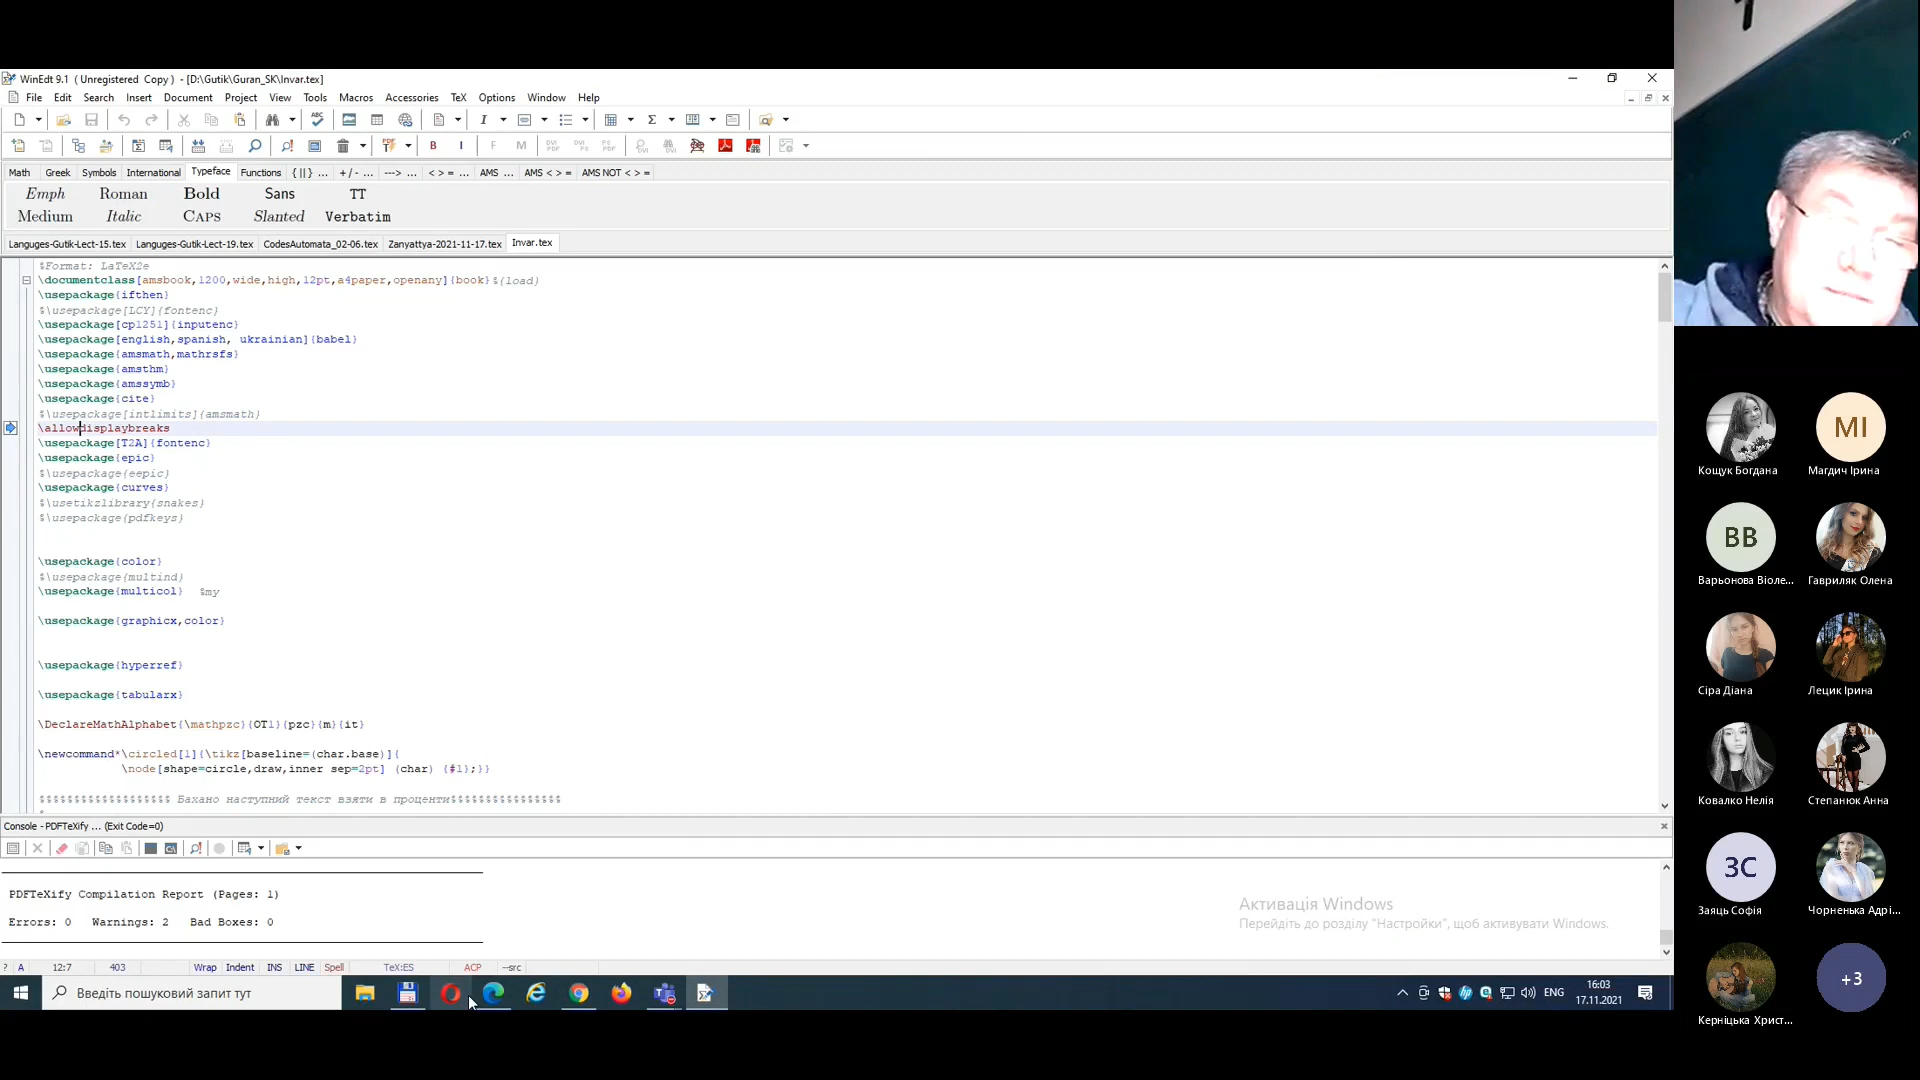 WinEdt 9.1 ( Unregistered Copy ) - [D:\Gutik\Guran_SK\Invar.tex]
File Edit Search Insert Document Project View Tools Macros Accessories TeX Options Window Help
Math Greek Symbols International Typeface Functions { || } ... + / - ... ---> ... < > = ... AMS ... AMS < > = AMS NOT < > =
Emph Roman Bold Sans TT
Medium Italic Caps Slanted Verbatim
Languges-Gutik-Lect-15.tex Languges-Gutik-Lect-19.tex CodesAutomata_02-06.tex Zanyattya-2021-11-17.tex Invar.tex
%Format: LaTeX2e
\documentclass[amsbook,1200,wide,high,12pt,a4paper,openany]{book}%(load)
\usepackage{ifthen}
%\usepackage[LCY]{fontenc}
\usepackage[cp1251]{inputenc}
\usepackage[english,spanish, ukrainian]{babel}
\usepackage{amsmath,mathrsfs}
\usepackage{amsthm}
\usepackage{amssymb}
\usepackage{cite}
%\usepackage[intlimits]{amsmath}
\allowdisplaybreaks
\usepackage[T2A]{fontenc}
\usepackage{epic}
%\usepackage{eepic}
\usepackage{curves}
%\usetikzlibrary{snakes}
%\usepackage{pdfkeys}
\usepackage{color}
%\usepackage{multind}
\usepackage{multicol} %my
\usepackage{graphicx,color}
\usepackage{hyperref}
\usepackage{tabularx}
\DeclareMathAlphabet{\mathpzc}{OT1}{pzc}{m}{it}
\newcommand*\circled[1]{\tikz[baseline=(char.base)]{
\node[shape=circle,draw,inner sep=2pt] (char) {#1};}}
%%%%%%%%%%%%%%%%%%% Бахано наступний текст взяти в проценти%%%%%%%%%%%%%%%%
Console - PDFTeXify ... (Exit Code=0)
PDFTeXify Compilation Report (Pages: 1)
Errors: 0 Warnings: 2 Bad Boxes: 0
Активація Windows
Перейдіть до розділу "Настройки", щоб активувати Windows.
? A 12:7 403 Wrap Indent INS LINE Spell TeX:ES ACP --src
Введіть пошуковий запит тут
ENG
16:03
17.11.2021
Кощук Богдана
MI
Магдич Ірина
BB
Варьонова Віоле...
Гавриляк Олена
Сіра Діана
Лецик Ірина
Ковалко Нелія
Степанюк Анна
ЗС
Заяць Софія
Чорненька Адрі...
Керніцька Христ...
+3